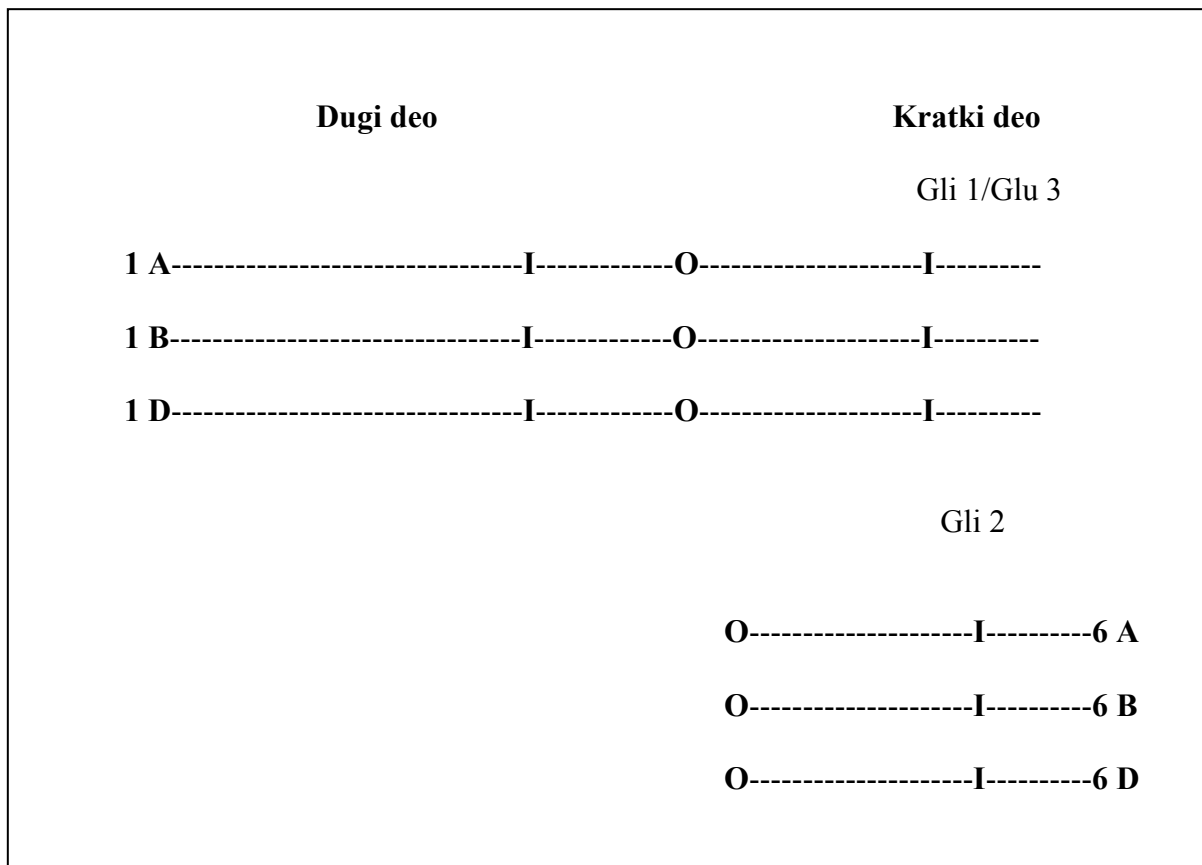 Dugi deo Kratki deo
Gli 1/Glu 3
1 A---------------------------------I-------------O---------------------I----------
1 B---------------------------------I-------------O---------------------I----------
1 D---------------------------------I-------------O---------------------I----------
Gli 2
O---------------------I----------6 A
O---------------------I----------6 B
O---------------------I----------6 D